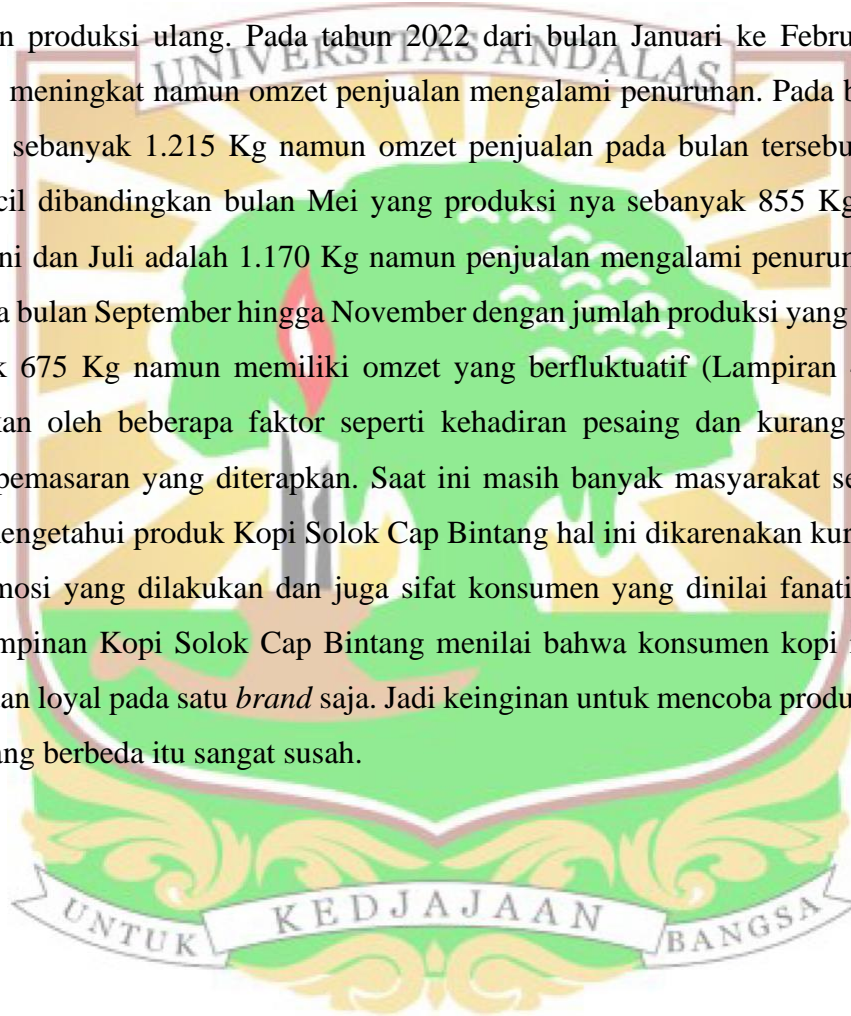 n produksi ulang. Pada tahun 2022 dari bulan Januari ke Febru
UNIVERSITAS ANDALAS
meningkat namun omzet penjualan mengalami penurunan. Pada b
sebanyak 1.215 Kg namun omzet penjualan pada bulan tersebu
cil dibandingkan bulan Mei yang produksi nya sebanyak 855 Kg
ni dan Juli adalah 1.170 Kg namun penjualan mengalami penurun
a bulan September hingga November dengan jumlah produksi yang
k 675 Kg namun memiliki omzet yang berfluktuatif (Lampiran
kan oleh beberapa faktor seperti kehadiran pesaing dan kurang
pemasaran yang diterapkan. Saat ini masih banyak masyarakat se
mengetahui produk Kopi Solok Cap Bintang hal ini dikarenakan kur
mosi yang dilakukan dan juga sifat konsumen yang dinilai fanati
mpinan Kopi Solok Cap Bintang menilai bahwa konsumen kopi
dan loyal pada satu brand saja. Jadi keinginan untuk mencoba produ
ang berbeda itu sangat susah.
UNTUK KEDJAJAAN BANGSA